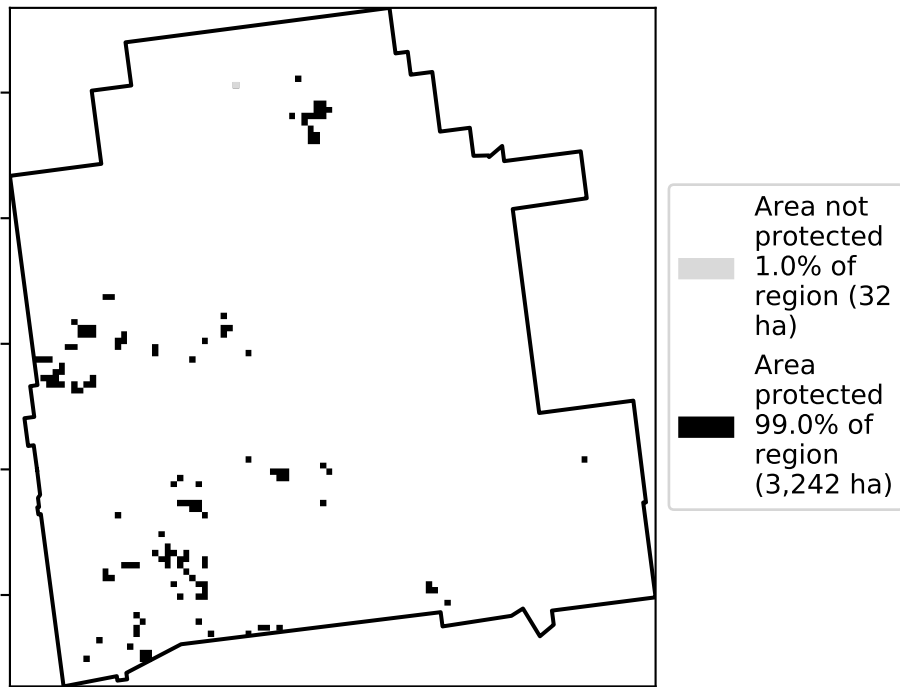 Area not
protected
1.0% of
region (32
ha)
Area
protected
99.0% of
region
(3,242 ha)